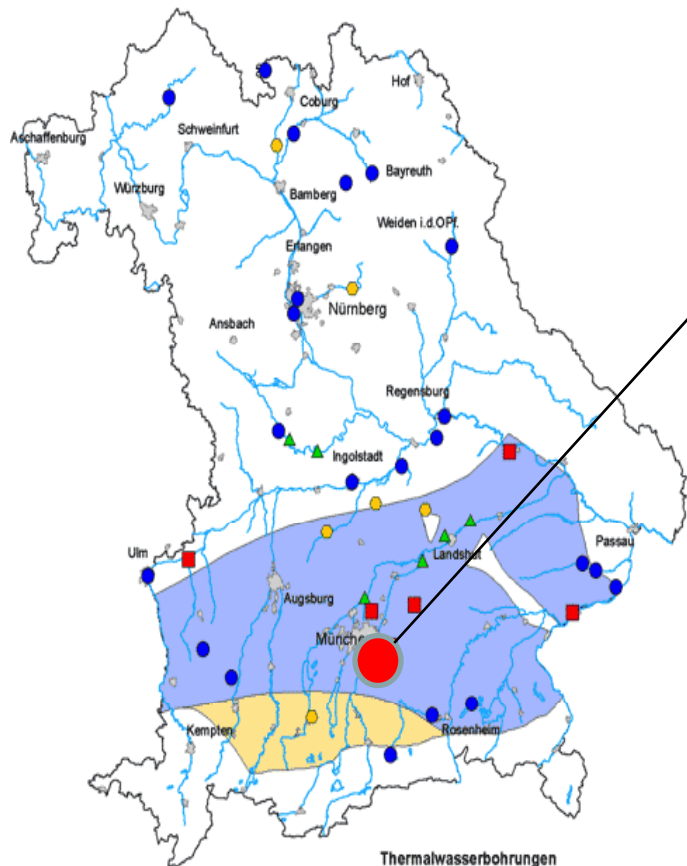 Hof
Coburg
Schweinfurt
Aschaffenburg
Bayreuth
Würzburg
Bamberg
Weiden i.d.OPf.
Erlangen
Nürnberg
Ansbach
Regensburg
Ingolstadt
Passau
Ulm
Landshut
Augsburg
Münche
Kempten
Rosenheim
Thermalwasserbohrungen